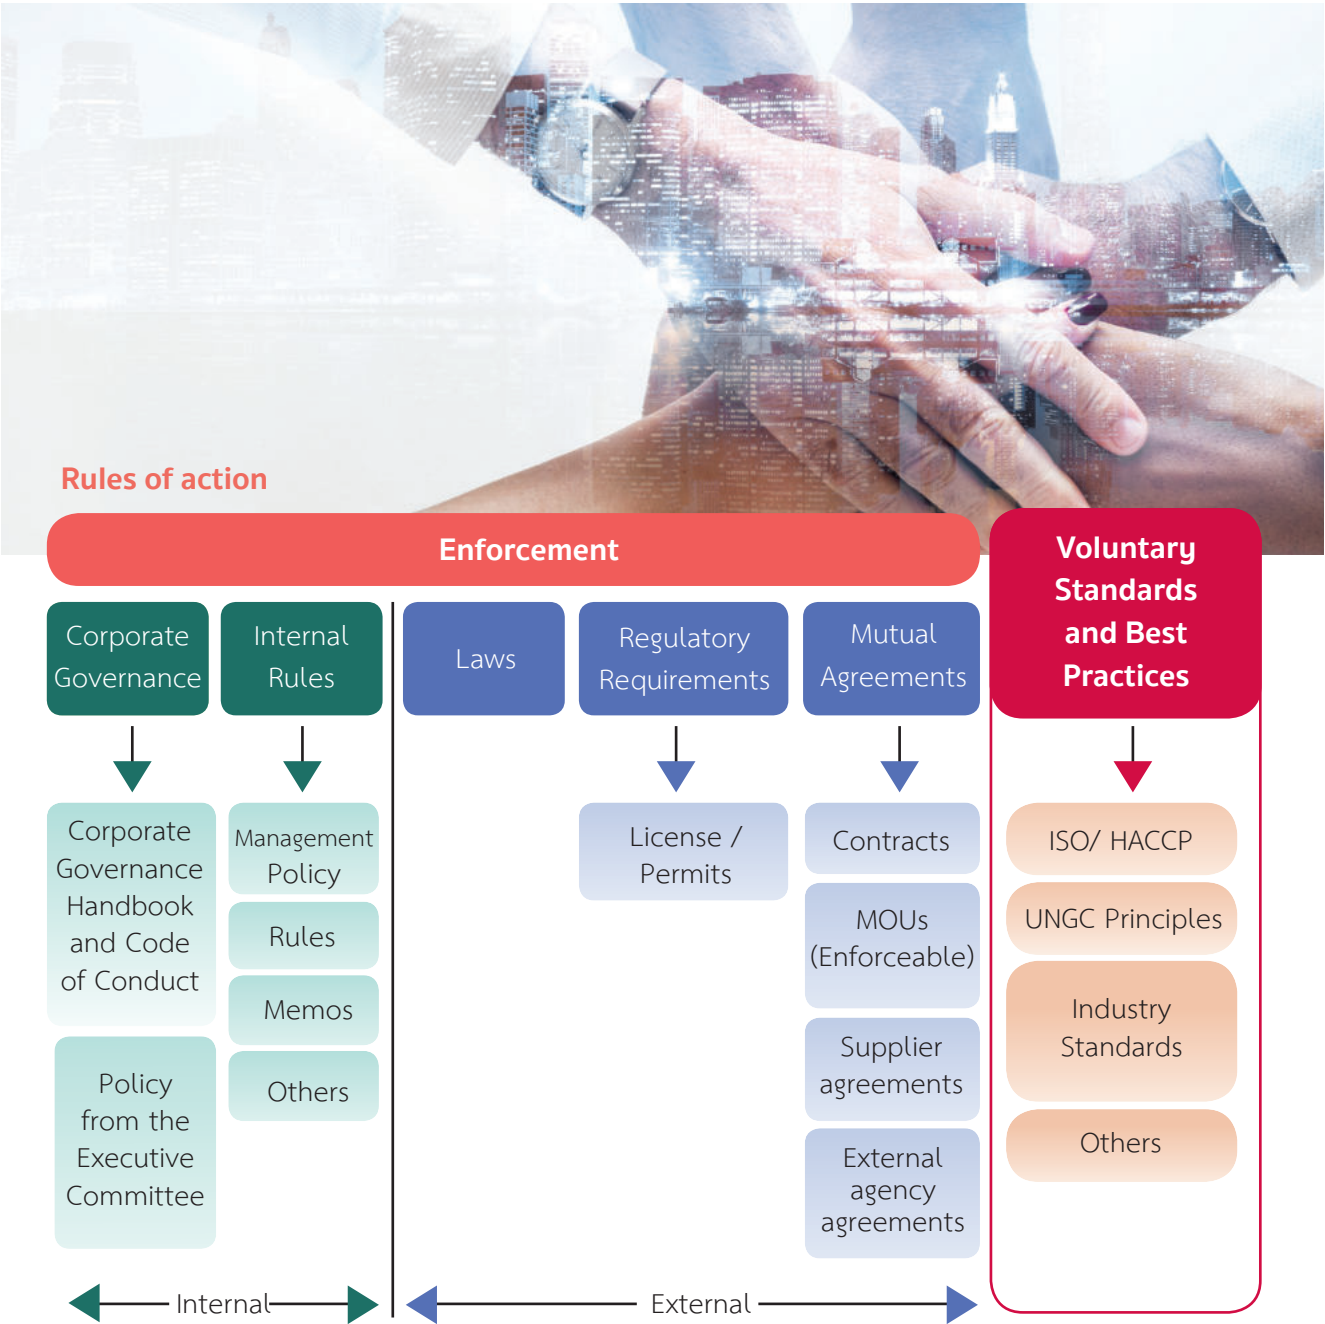 Rules of action
Enforcement
Voluntary
Standards
and Best
Practices
Corporate
Governance
Internal
Rules
Laws
Regulatory
Requirements
Mutual
Agreements
Corporate
Governance
Handbook
and Code
of Conduct
Policy
from the
Executive
Committee
Management
Policy
Rules
Memos
Others
License /
Permits
Contracts
MOUs
(Enforceable)
Supplier
agreements
External
agency
agreements
ISO/ HACCP
UNGC Principles
Industry
Standards
Others
Internal
External